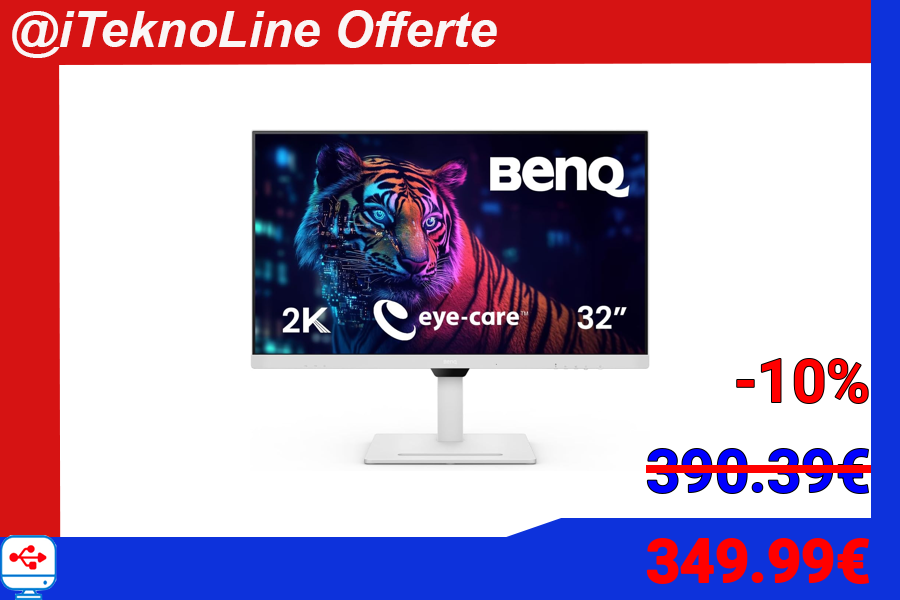 @iTeknoLine Offerte
BenQ
2K
eye-care™
32”
-10%
390.39€
349.99€